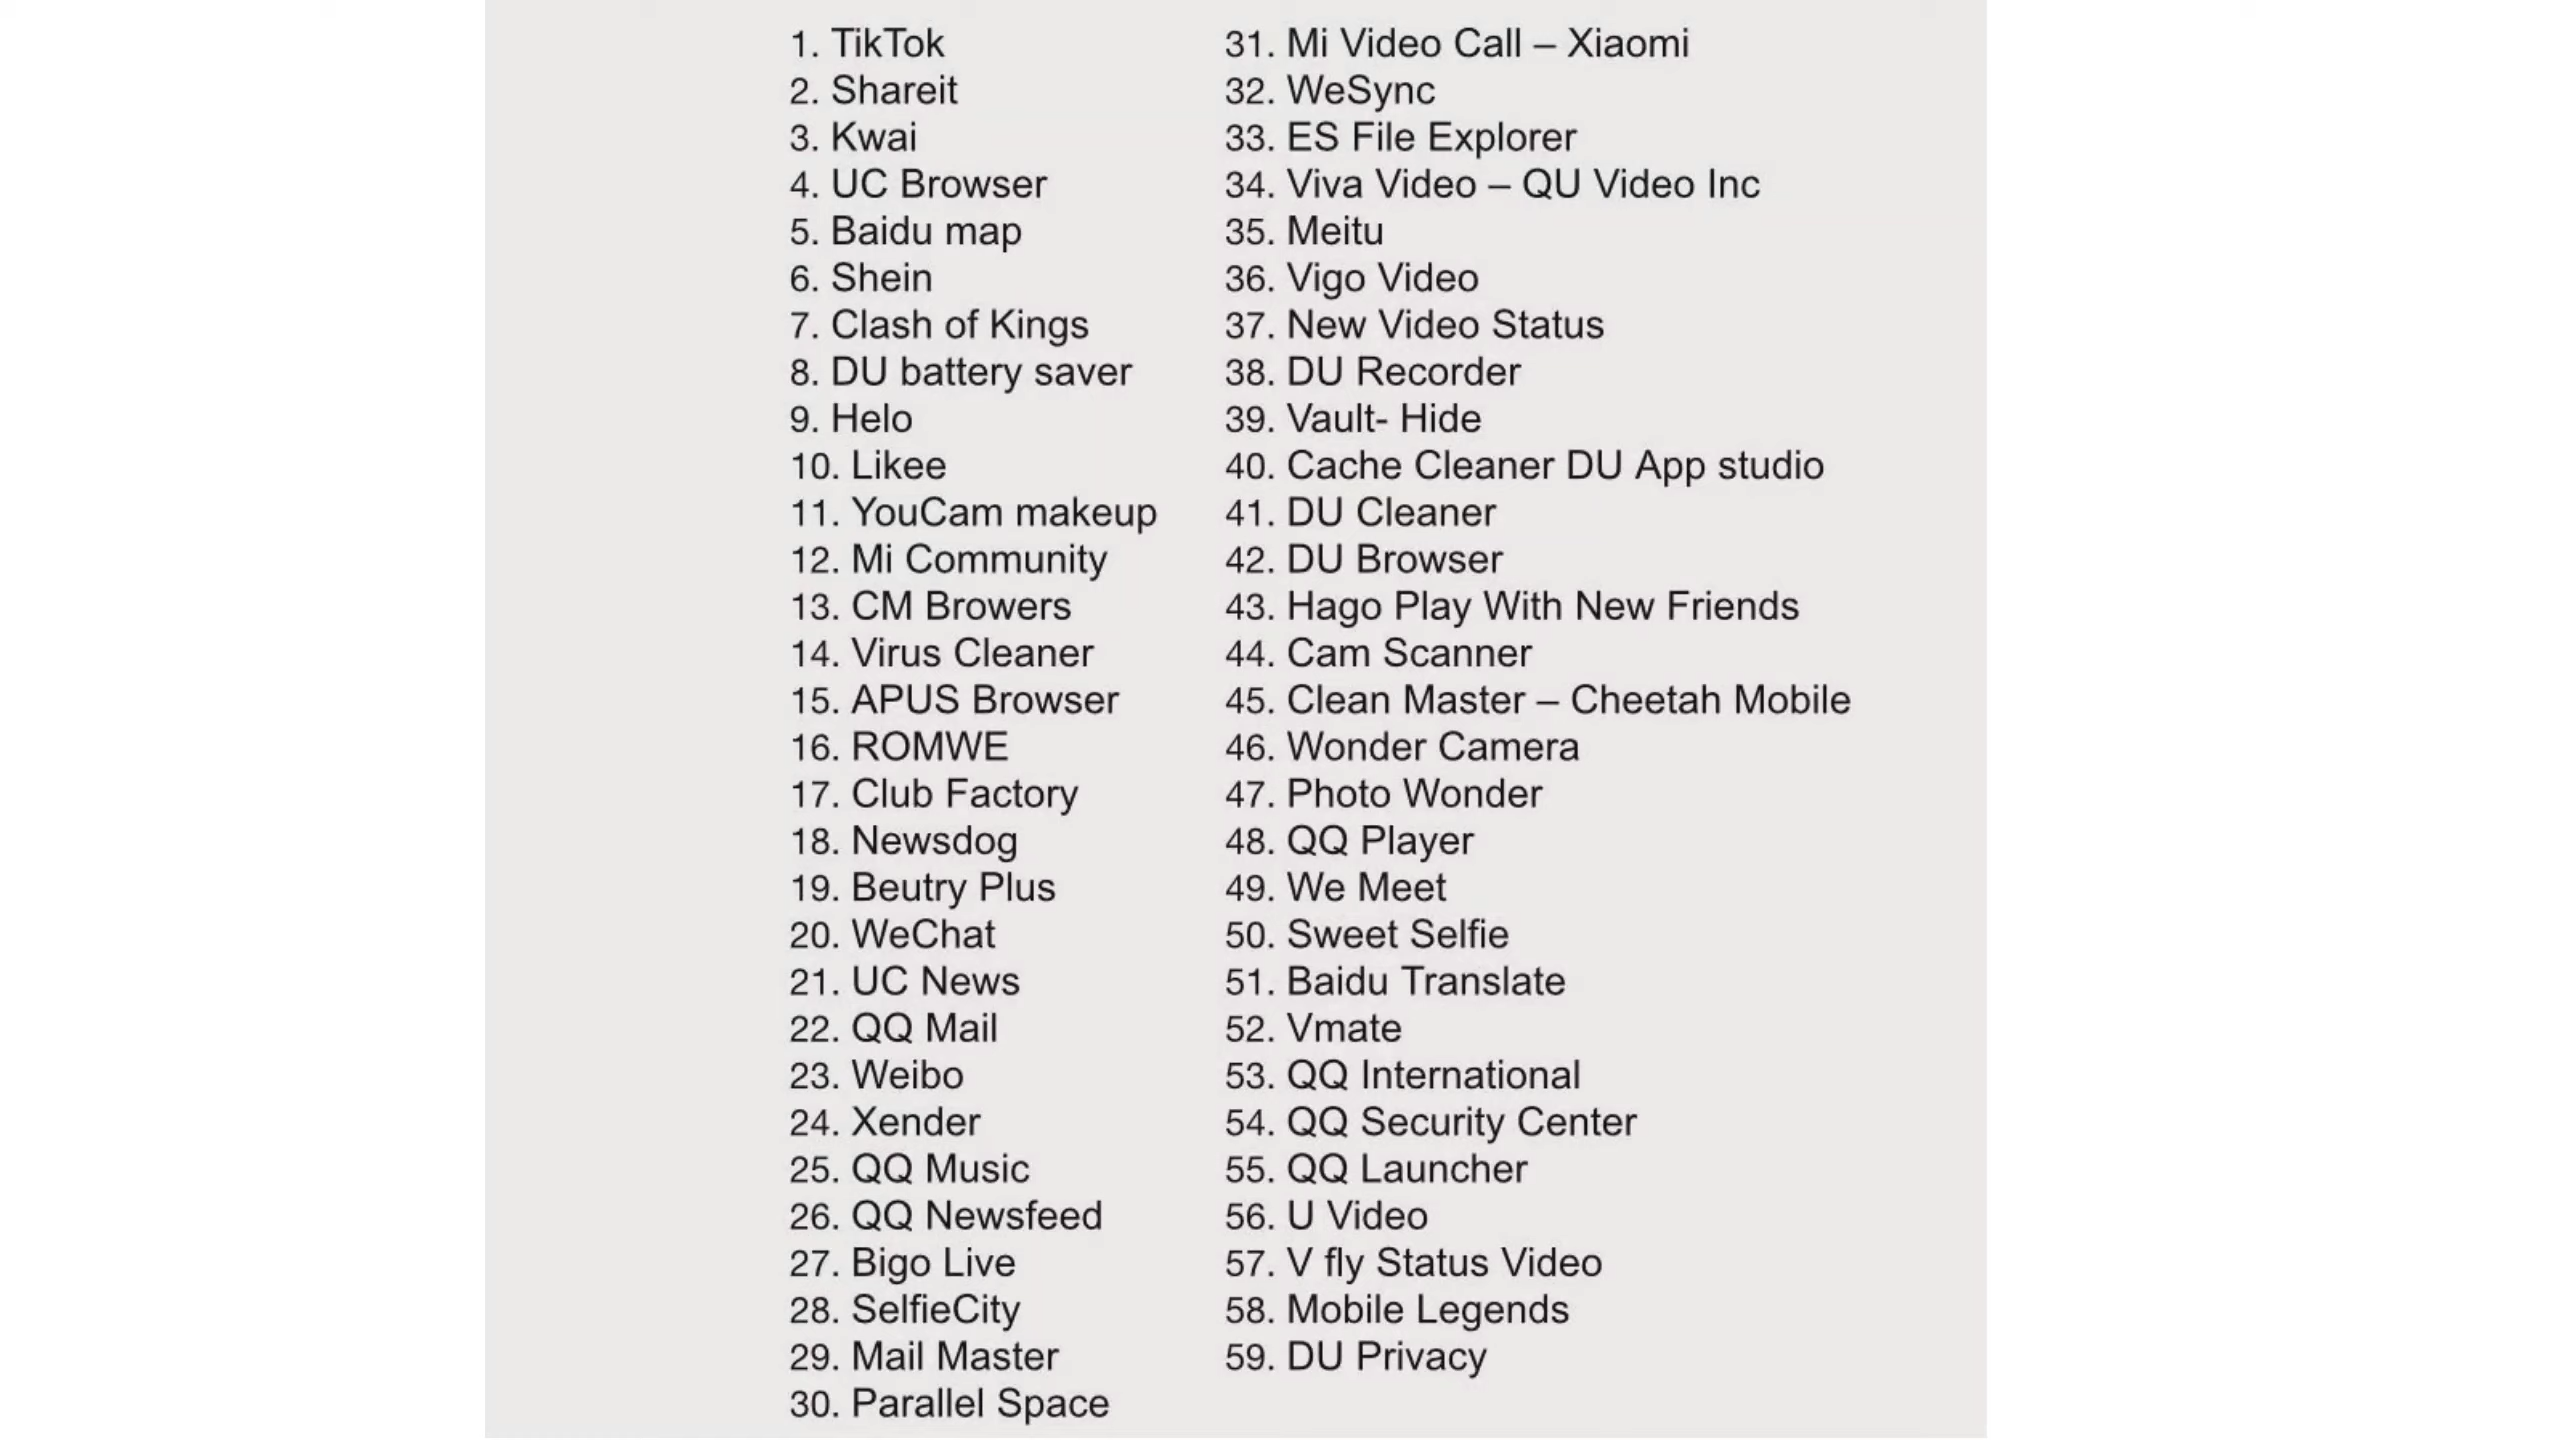 1. TikTok
2. Shareit
3. Kwai
4. UC Browser
5. Baidu map
6. Shein
7. Clash of Kings
8. DU battery saver
9. Helo
10. Likee
11. YouCam makeup
12. Mi Community
13. CM Browers
14. Virus Cleaner
15. APUS Browser
16. ROMWE
17. Club Factory
18. Newsdog
19. Beutry Plus
20. WeChat
21. UC News
22. QQ Mail
23. Weibo
24. Xender
25. QQ Music
26. QQ Newsfeed
27. Bigo Live
28. SelfieCity
29. Mail Master
30. Parallel Space
31. Mi Video Call – Xiaomi
32. WeSync
33. ES File Explorer
34. Viva Video – QU Video Inc
35. Meitu
36. Vigo Video
37. New Video Status
38. DU Recorder
39. Vault- Hide
40. Cache Cleaner DU App studio
41. DU Cleaner
42. DU Browser
43. Hago Play With New Friends
44. Cam Scanner
45. Clean Master – Cheetah Mobile
46. Wonder Camera
47. Photo Wonder
48. QQ Player
49. We Meet
50. Sweet Selfie
51. Baidu Translate
52. Vmate
53. QQ International
54. QQ Security Center
55. QQ Launcher
56. U Video
57. V fly Status Video
58. Mobile Legends
59. DU Privacy